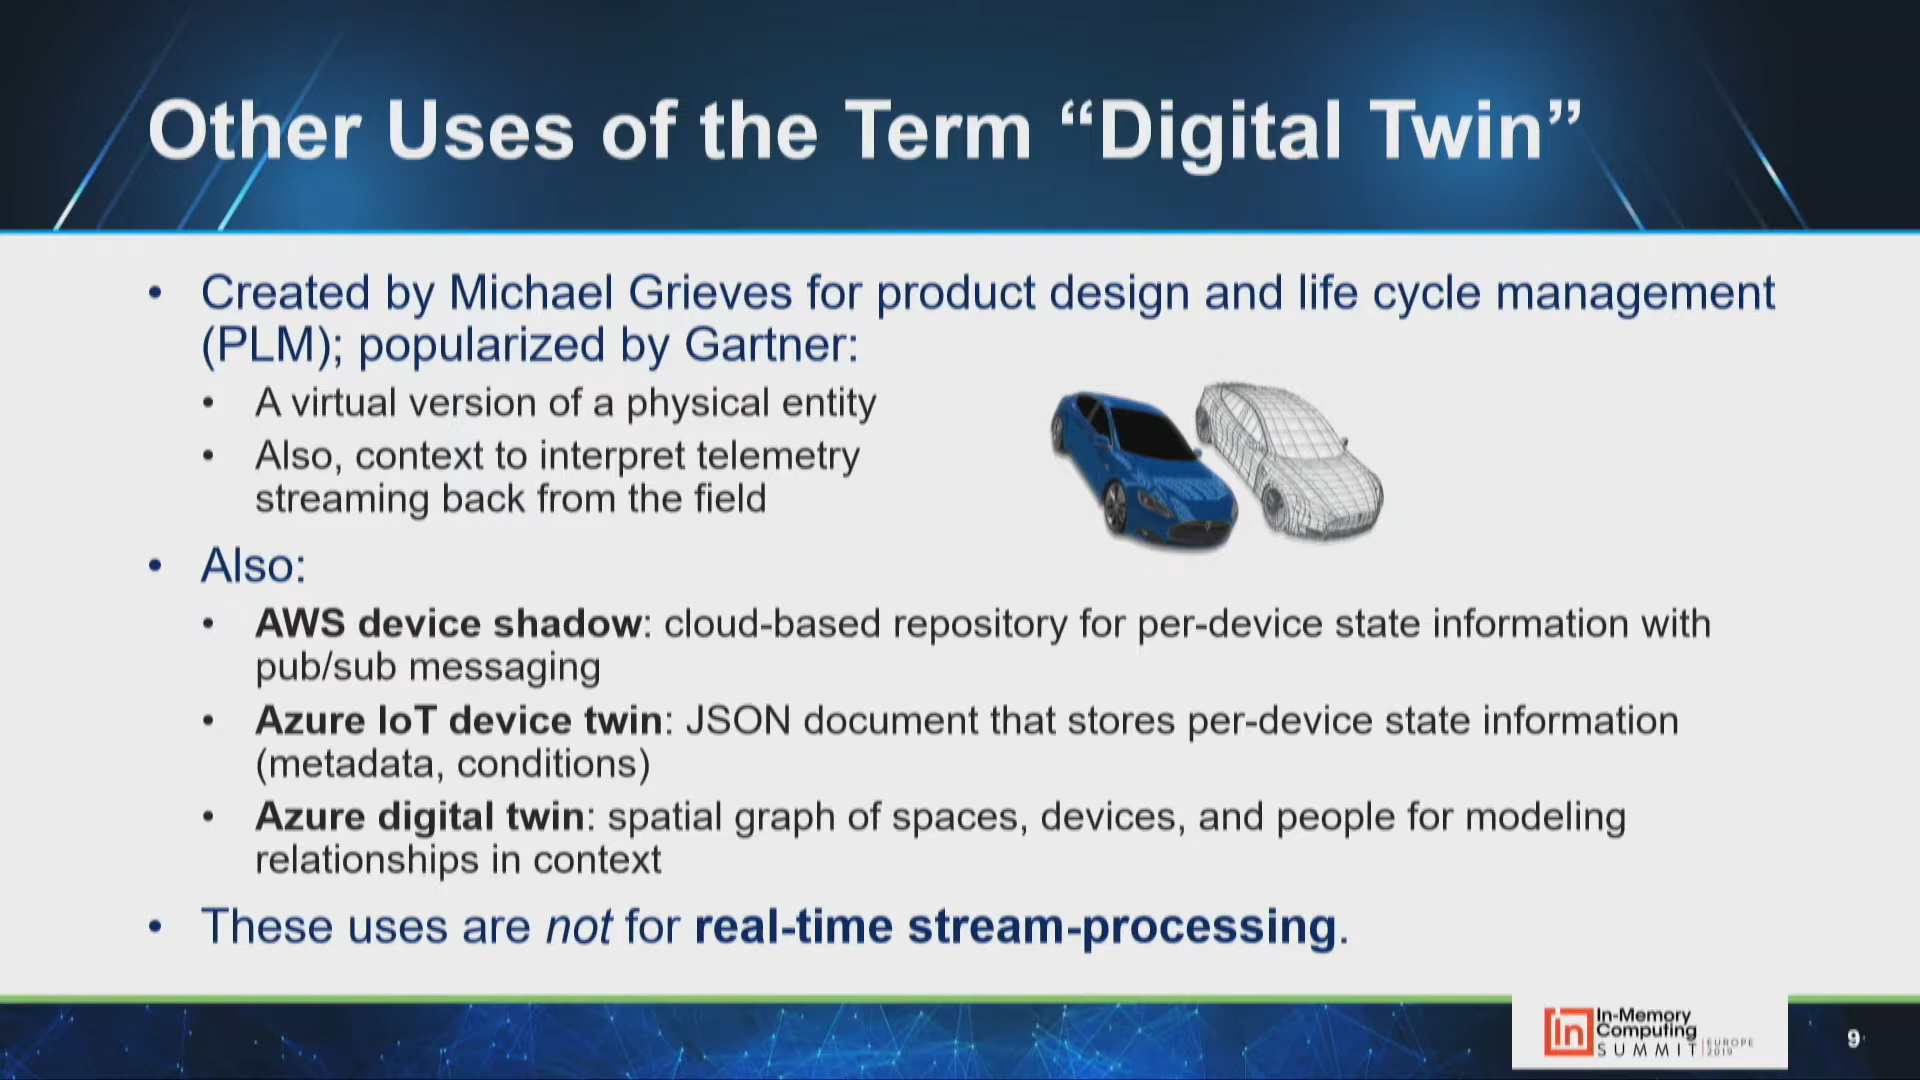 Other Uses of the Term “Digital Twin”
• Created by Michael Grieves for product design and life cycle management
(PLM); popularized by Gartner:
• A virtual version of a physical entity
• Also, context to interpret telemetry
streaming back from the field
• Also:
• AWS device shadow: cloud-based repository for per-device state information with
pub/sub messaging
• Azure IoT device twin: JSON document that stores per-device state information
(metadata, conditions)
• Azure digital twin: spatial graph of spaces, devices, and people for modeling
relationships in context
• These uses are not for real-time stream-processing.
in
In-Memory
Computing
SUMMIT
EUROPE
2019
9